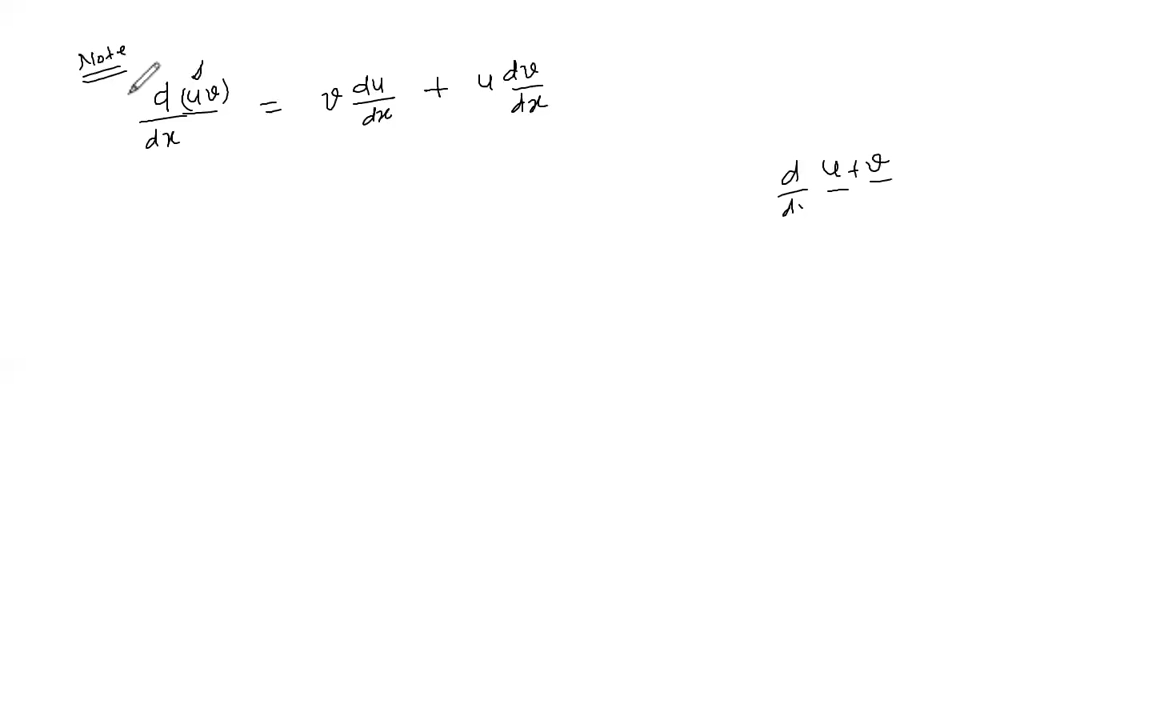 Note
d(uv)/dx = v du/dx + u dv/dx
d/d. u+v